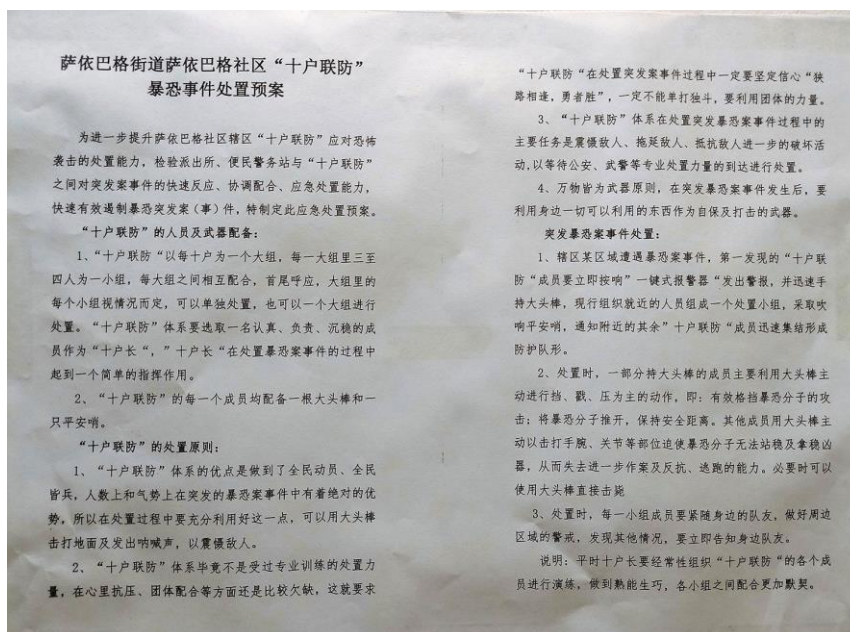 萨依巴格街道萨依巴格社区“十户联防”
暴恐事件处置预案
为进一步提升萨依巴格社区辖区“十户联防”应对恐怖
袭击的处置能力，检验派出所、便民警务站与“十户联防”
之间对突发案事件的快速反应、协调配合、应急处置能力，
快速有效遏制暴恐突发案（事）件，特制定此应急处置预案。
“十户联防”的人员及武器配备：
1、“十户联防“以每十户为一个大组，每一大组里三至
四人为一小组，每大组之间相互配合，首尾呼应，大组里的
每个小组视情况而定，可以单独处置，也可以一个大组进行
处置。“十户联防”体系要选取一名认真、负责、沉稳的成
员作为“十户长“，”十户长“在处置暴恐案事件的过程中
起到一个简单的指挥作用。
2、“十户联防”的每一个成员均配备一根大头棒和一
只平安哨。
“十户联防”的处置原则：
1、“十户联防”体系的优点是做到了全民动员、全民
皆兵，人数上和气势上在突发的暴恐案事件中有着绝对的优
势，所以在处置过程中要充分利用好这一点，可以用大头棒
击打地面及发出呐喊声，以震慑敌人。
2、“十户联防”体系毕竟不是受过专业训练的处置力
量，在心里抗压、团体配合等方面还是比较欠缺，这就要求
“十户联防“在处置突发案事件过程中一定要坚定信心“狭
路相逢，勇者胜”，一定不能单打独斗，要利用团体的力量。
3、“十户联防”体系在处置突发暴恐案事件过程中的
主要任务是震慑敌人、拖延敌人、抵抗敌人进一步的破坏活
动，以等待公安、武警等专业处置力量的到达进行处置。
4、万物皆为武器原则，在突发暴恐案事件发生后，要
利用身边一切可以利用的东西作为自保及打击的武器。
突发暴恐案事件处置：
1、辖区某区域遭遇暴恐案事件，第一发现的“十户联
防“成员要立即按响”一键式报警器“发出警报，并迅速手
持大头棒，现行组织就近的人员组成一个处置小组，采取吹
响平安哨，通知附近的其余”十户联防“成员迅速集结形成
防护队形。
2、处置时，一部分持大头棒的成员主要利用大头棒主
动进行挡、戳、压为主的动作，即：有效格挡暴恐分子的攻
击；将暴恐分子推开，保持安全距离。其他成员用大头棒主
动以击打手腕、关节等部位迫使暴恐分子无法站稳及拿稳凶
器，从而失去进一步作案及反抗、逃跑的能力。必要时可以
使用大头棒直接击毙
3、处置时，每一小组成员要紧随身边的队友，做好周边
区域的警戒，发现其他情况，要立即告知身边队友。
说明：平时十户长要经常性组织“十户联防“的各个成
员进行演练，做到熟能生巧，各小组之间配合更加默契。